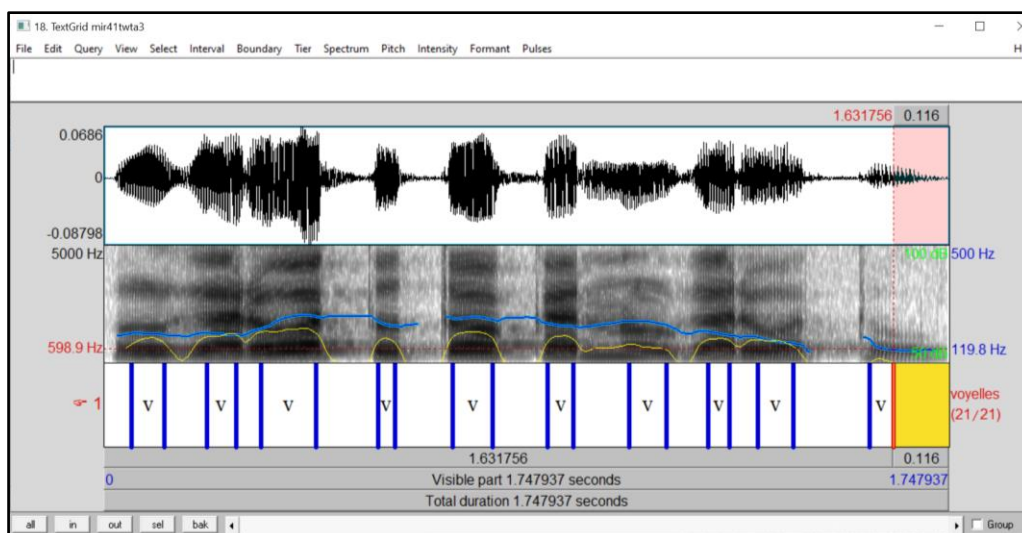 18. TextGrid mir41twta3
File Edit Query View Select Interval Boundary Tier Spectrum Pitch Intensity Formant Pulses H
1.631756 0.116
0.0686
0
-0.08798
5000 Hz 100 dB 500 Hz
598.9 Hz 119.8 Hz
1 v v v v v v v v v v voyelles
(21/21)
1.631756 0.116
0 Visible part 1.747937 seconds 1.747937
Total duration 1.747937 seconds
all in out sel bak Group